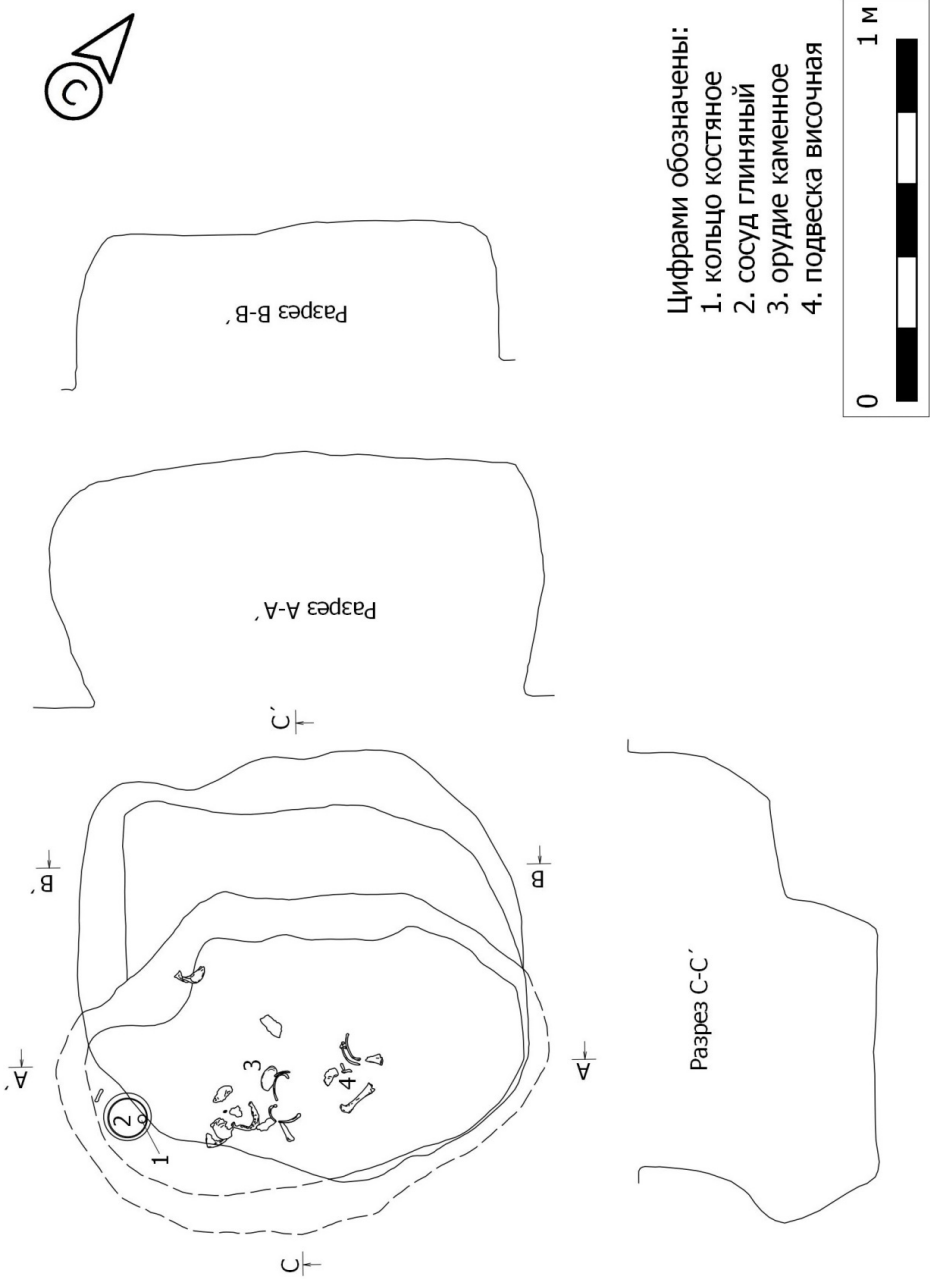 С
Разрез B-B´
Разрез A-A´
C´
B´
B
A´
A
C
1
2
3
4
Разрез C-C´
Цифрами обозначены:
1. кольцо костяное
2. сосуд глиняный
3. орудие каменное
4. подвеска височная
0
1 м